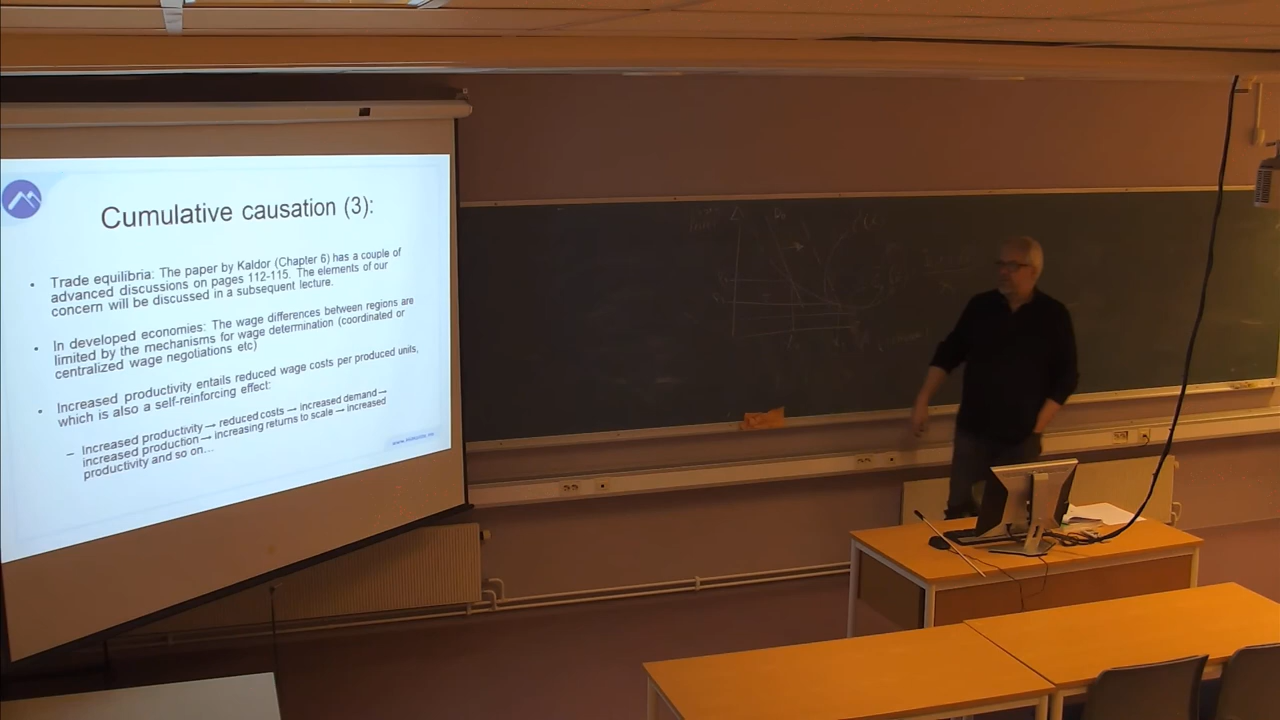 Cumulative causation (3):
• Trade equilibria: The paper by Kaldor (Chapter 6) has a couple of
advanced discussions on pages 112-115. The elements of our
concern will be discussed in a subsequent lecture.
• In developed economies: The wage differences between regions are
limited by the mechanisms for wage determination (coordinated or
centralized wage negotiations etc)
• Increased productivity entails reduced wage costs per produced units,
which is also a self-reinforcing effect:
– Increased productivity → reduced costs → increased demand→
increased production → increasing returns to scale → increased
productivity and so on…